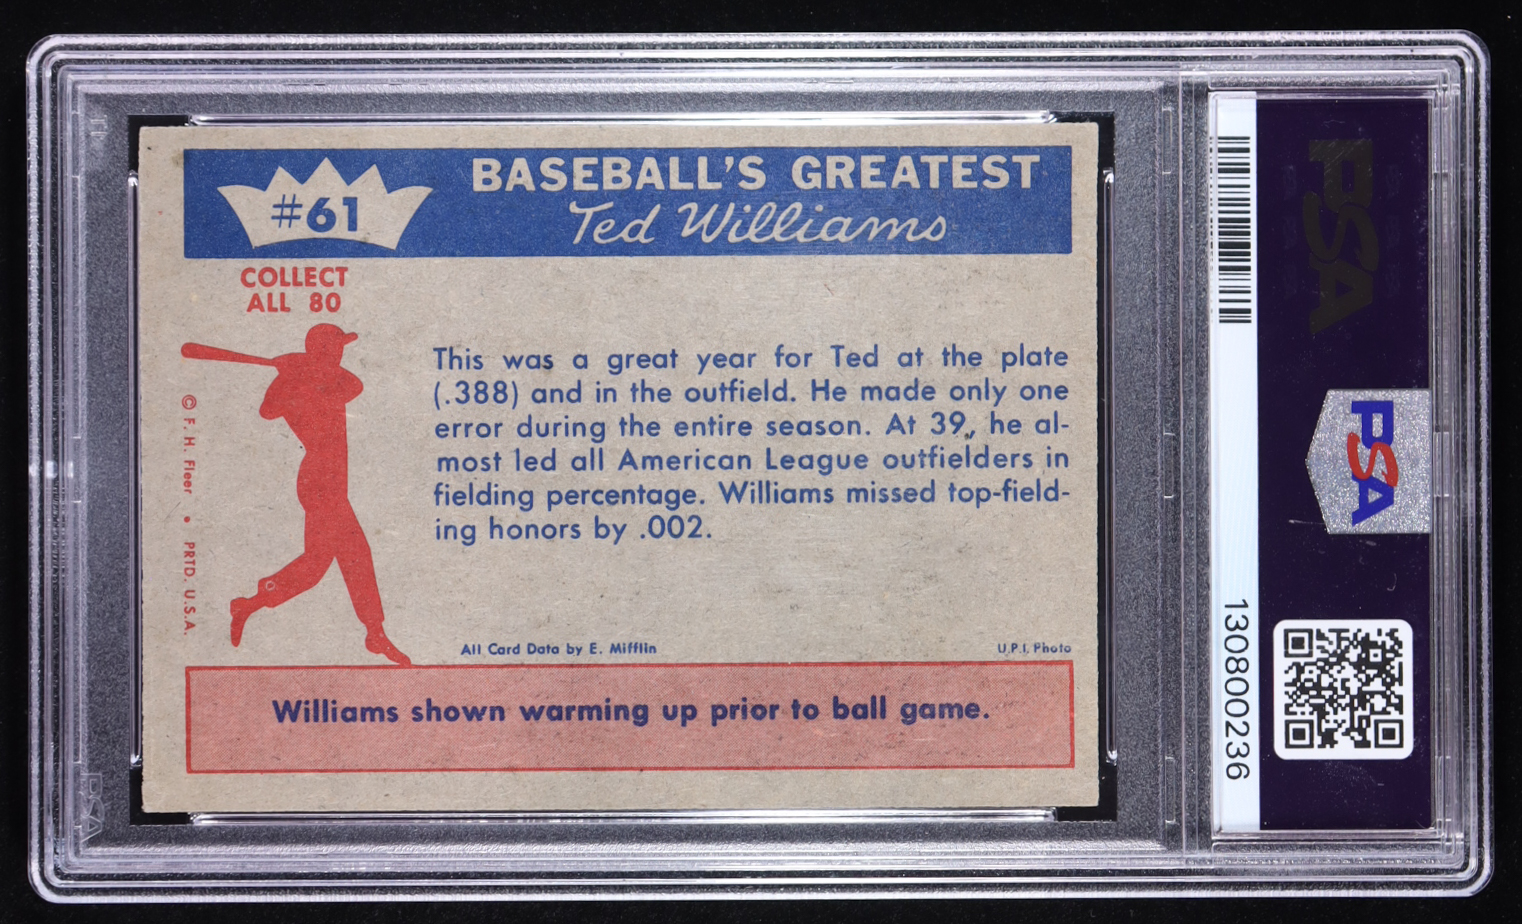 #61
BASEBALL'S GREATEST
Ted Williams
COLLECT
ALL 80
This was a great year for Ted at the plate
(.388) and in the outfield. He made only one
error during the entire season. At 39, he al-
most led all American League outfielders in
fielding percentage. Williams missed top-field-
ing honors by .002.
© F. H. Fleer • PRTD. U.S.A.
All Card Data by E. Mifflin
U.P.I. Photo
Williams shown warming up prior to ball game.
PSA
PSA
130800236
PSA